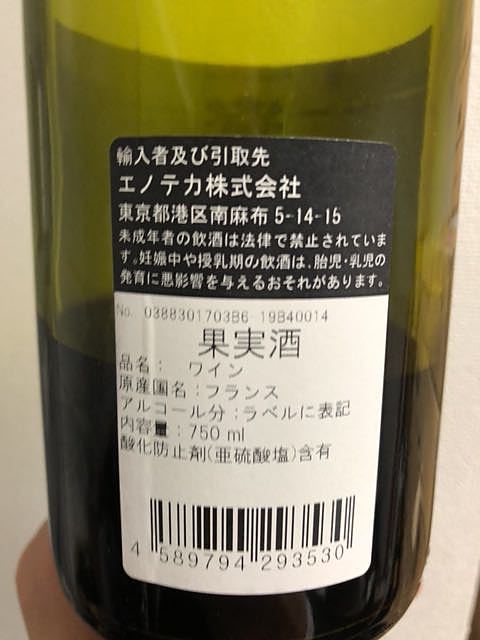 輸入者及び引取先
エノテカ株式会社
東京都港区南麻布 5-14-15
未成年者の飲酒は法律で禁止されていま
す。妊娠中や授乳期の飲酒は、胎児・乳児の
発育に悪影響を与えるおそれがあります。
No. 0388301703B6 19B40014
果実酒
品名： ワイン
原産国名：フランス
アルコール分：ラベルに表記
内容量：750 ml
酸化防止剤(亜硫酸塩)含有
4 589794 293530